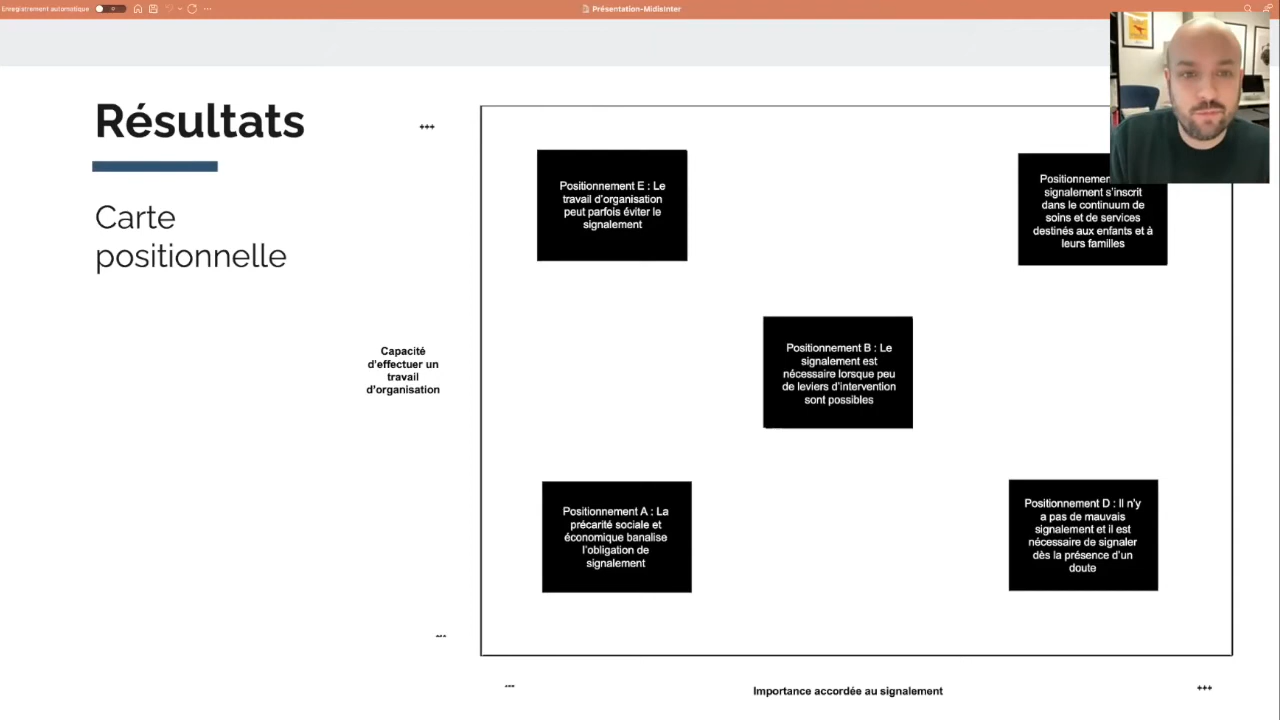 Enregistrement automatique
Présentation-MidisInter
Résultats
Carte
positionnelle
+++
Capacité
d'effectuer un
travail
d'organisation
---
Positionnement E : Le
travail d'organisation
peut parfois éviter le
signalement
Positionnement
signalement s'inscrit
dans le continuum de
soins et de services
destinés aux enfants et à
leurs familles
Positionnement B : Le
signalement est
nécessaire lorsque peu
de leviers d'intervention
sont possibles
Positionnement A : La
précarité sociale et
économique banalise
l'obligation de
signalement
Positionnement D : Il n'y
a pas de mauvais
signalement et il est
nécessaire de signaler
dès la présence d'un
doute
---
Importance accordée au signalement
+++